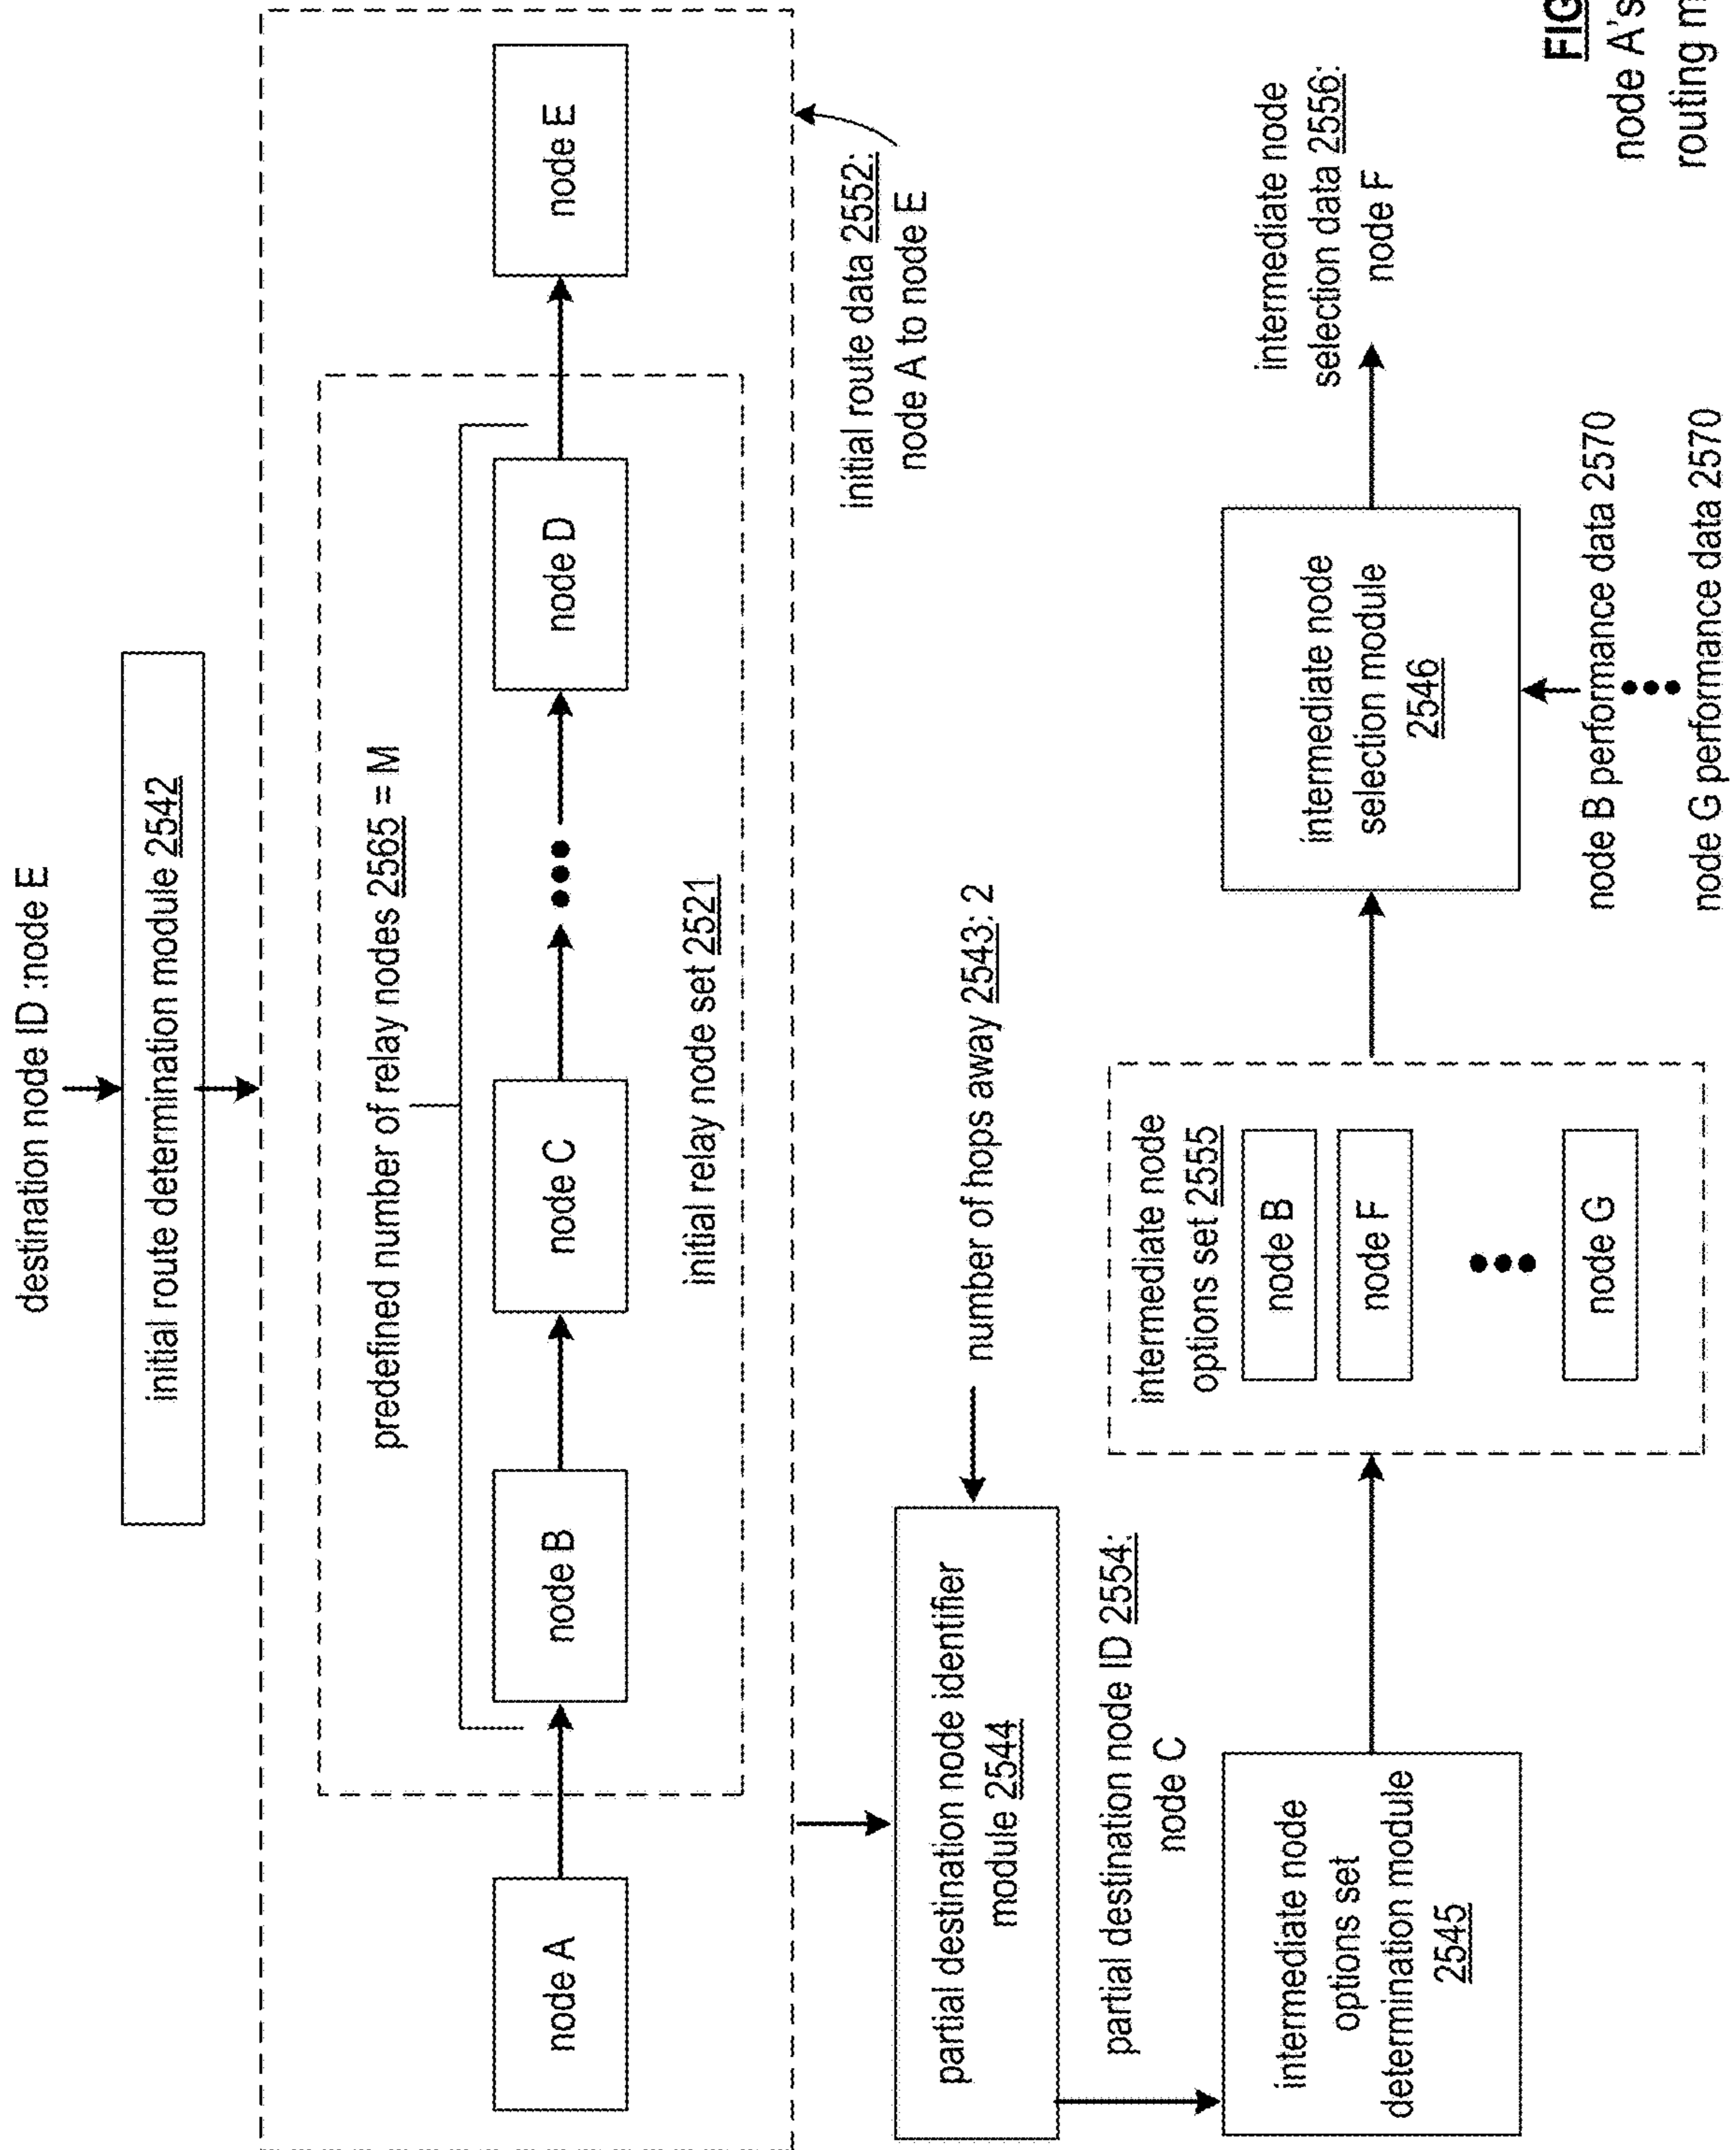 destination node ID :node E
initial route determination module 2542
predefined number of relay nodes 2565 = M
node A
node B
node C
node D
node E
initial relay node set 2521
initial route data 2552:
node A to node E
number of hops away 2543: 2
partial destination node identifier
module 2544
partial destination node ID 2554:
node C
intermediate node
options set
determination module
2545
intermediate node
options set 2555
node B
node F
node G
intermediate node
selection module
2546
intermediate node
selection data 2556:
node F
node B performance data 2570
node G performance data 2570
FIG
node A's
routing m